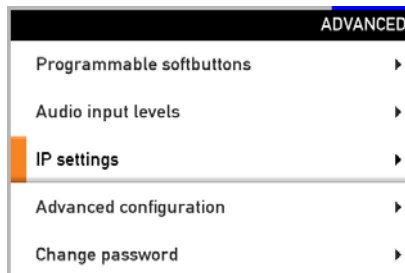 ADVANCED
Programmable softbuttons
Audio input levels
IP settings
Advanced configuration
Change password